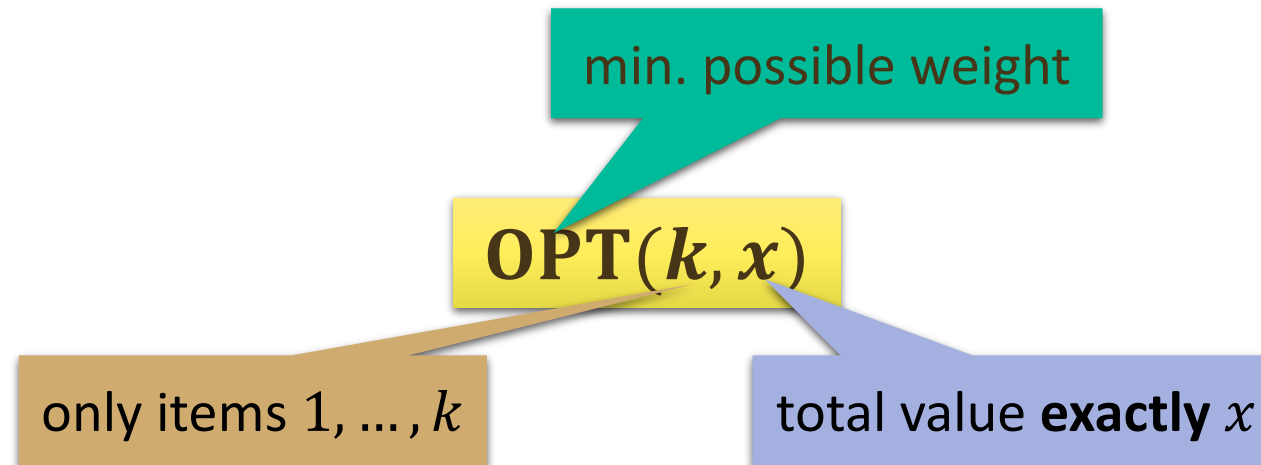 min. possible weight
OPT(k, x)
only items 1, … , k
total value exactly x